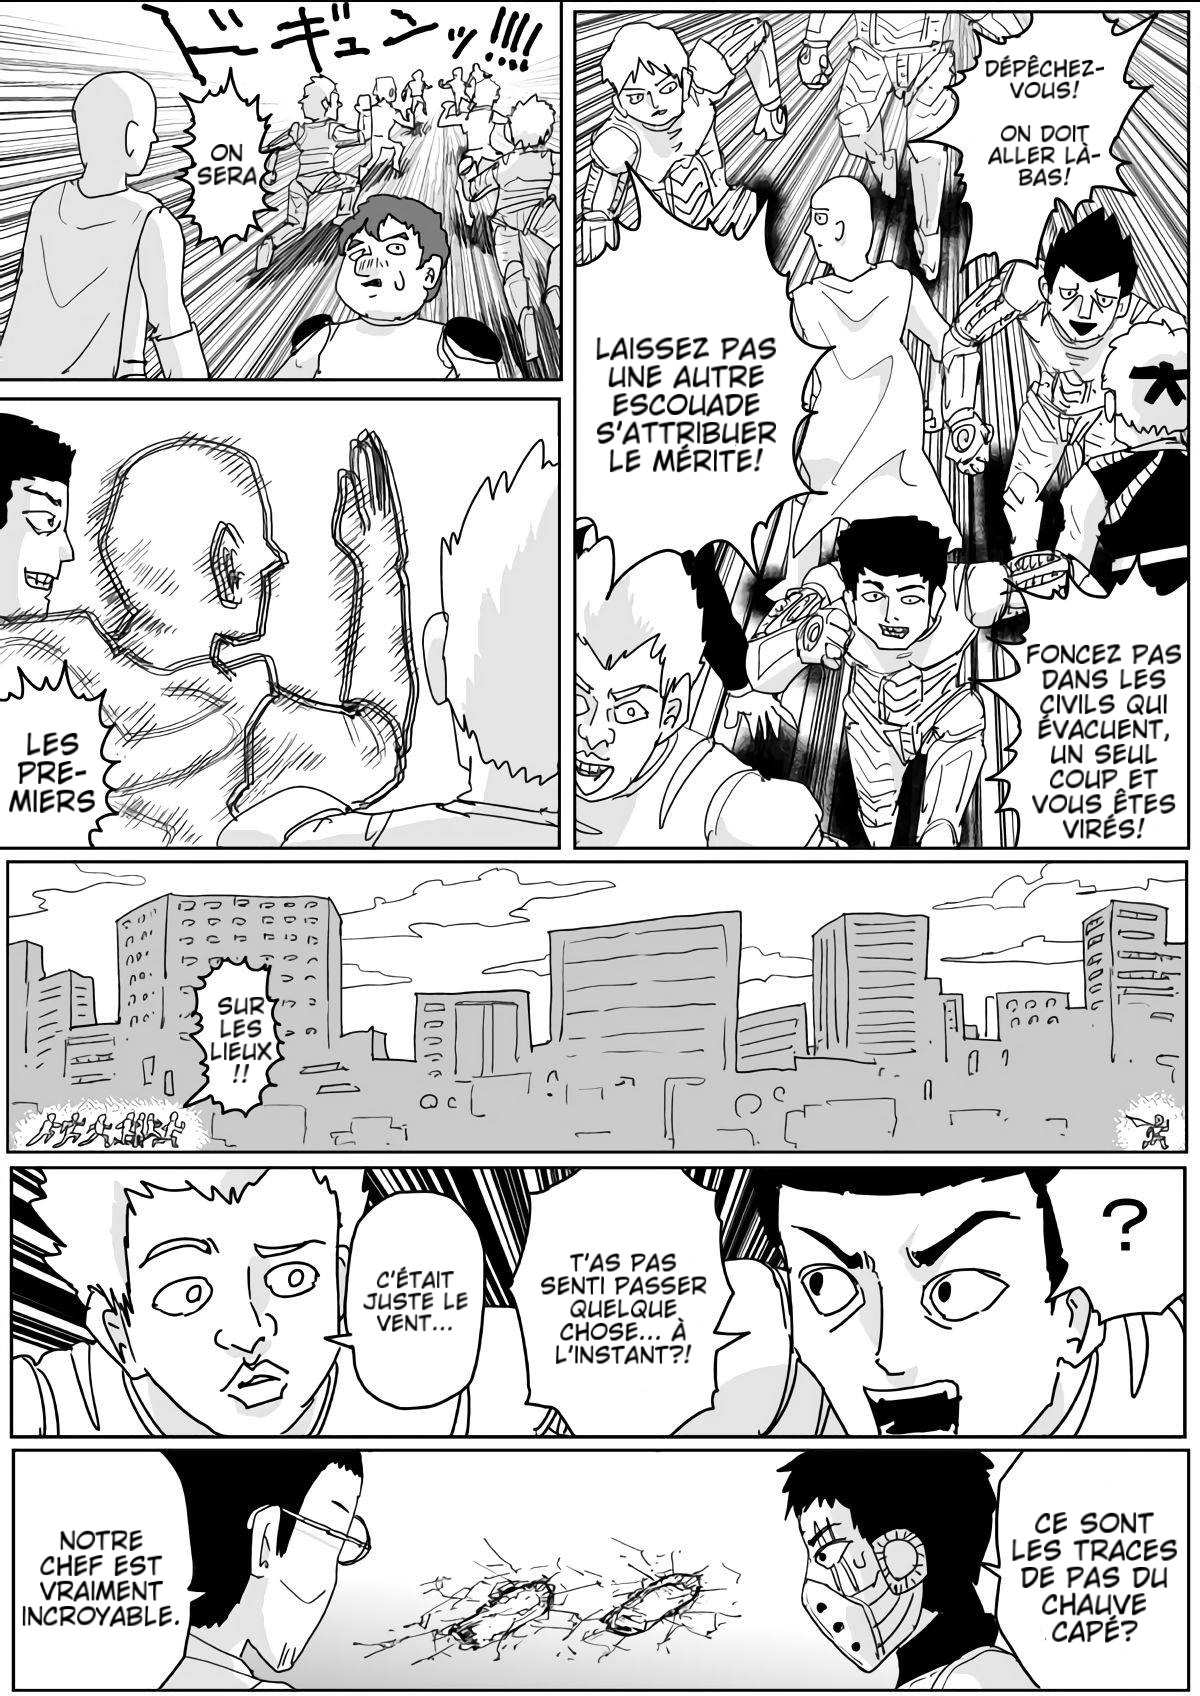 DÉPÊCHEZ-
VOUS!
ON DOIT
ALLER LÀ-
BAS!
LAISSEZ PAS
UNE AUTRE
ESCOUADE
S'ATTRIBUER
LE MÉRITE!
FONCEZ PAS
DANS LES
CIVILS QUI
ÉVACUENT,
UN SEUL
COUP ET
VOUS ÊTES
VIRÉS!
ドギュンッ!!!!
ON
SERA
LES
PRE-
MIERS
SUR
LES
LIEUX
!!
?
T'AS PAS
SENTI PASSER
QUELQUE
CHOSE... À
L'INSTANT?!
C'ÉTAIT
JUSTE LE
VENT...
CE SONT
LES TRACES
DE PAS DU
CHAUVE
CAPÉ?
NOTRE
CHEF EST
VRAIMENT
INCROYABLE.